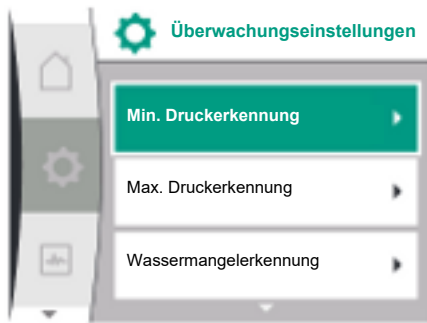 Überwachungseinstellungen
Min. Druckerkennung
Max. Druckerkennung
Wassermangelerkennung